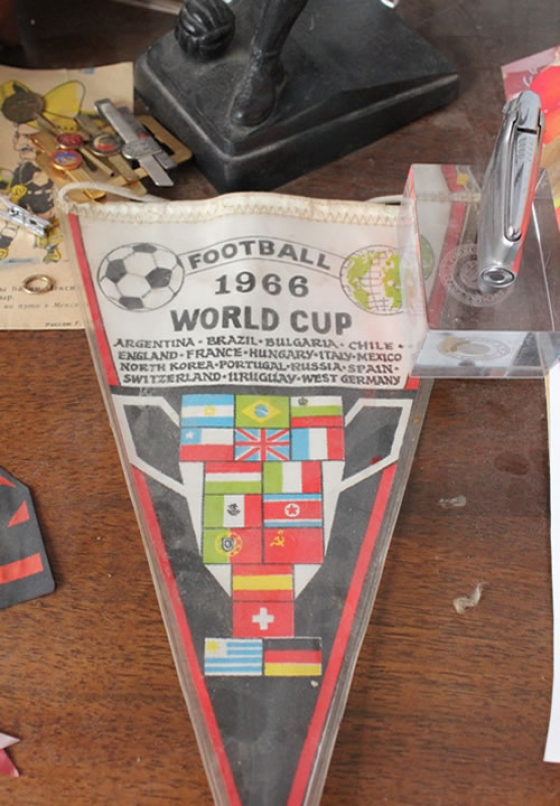 FOOTBALL
1966
WORLD CUP
ARGENTINA · BRAZIL · BULGARIA · CHILE ·
ENGLAND · FRANCE · HUNGARY · ITALY · MEXICO
NORTH KOREA · PORTUGAL · RUSSIA · SPAIN ·
SWITZERLAND · URUGUAY · WEST GERMANY